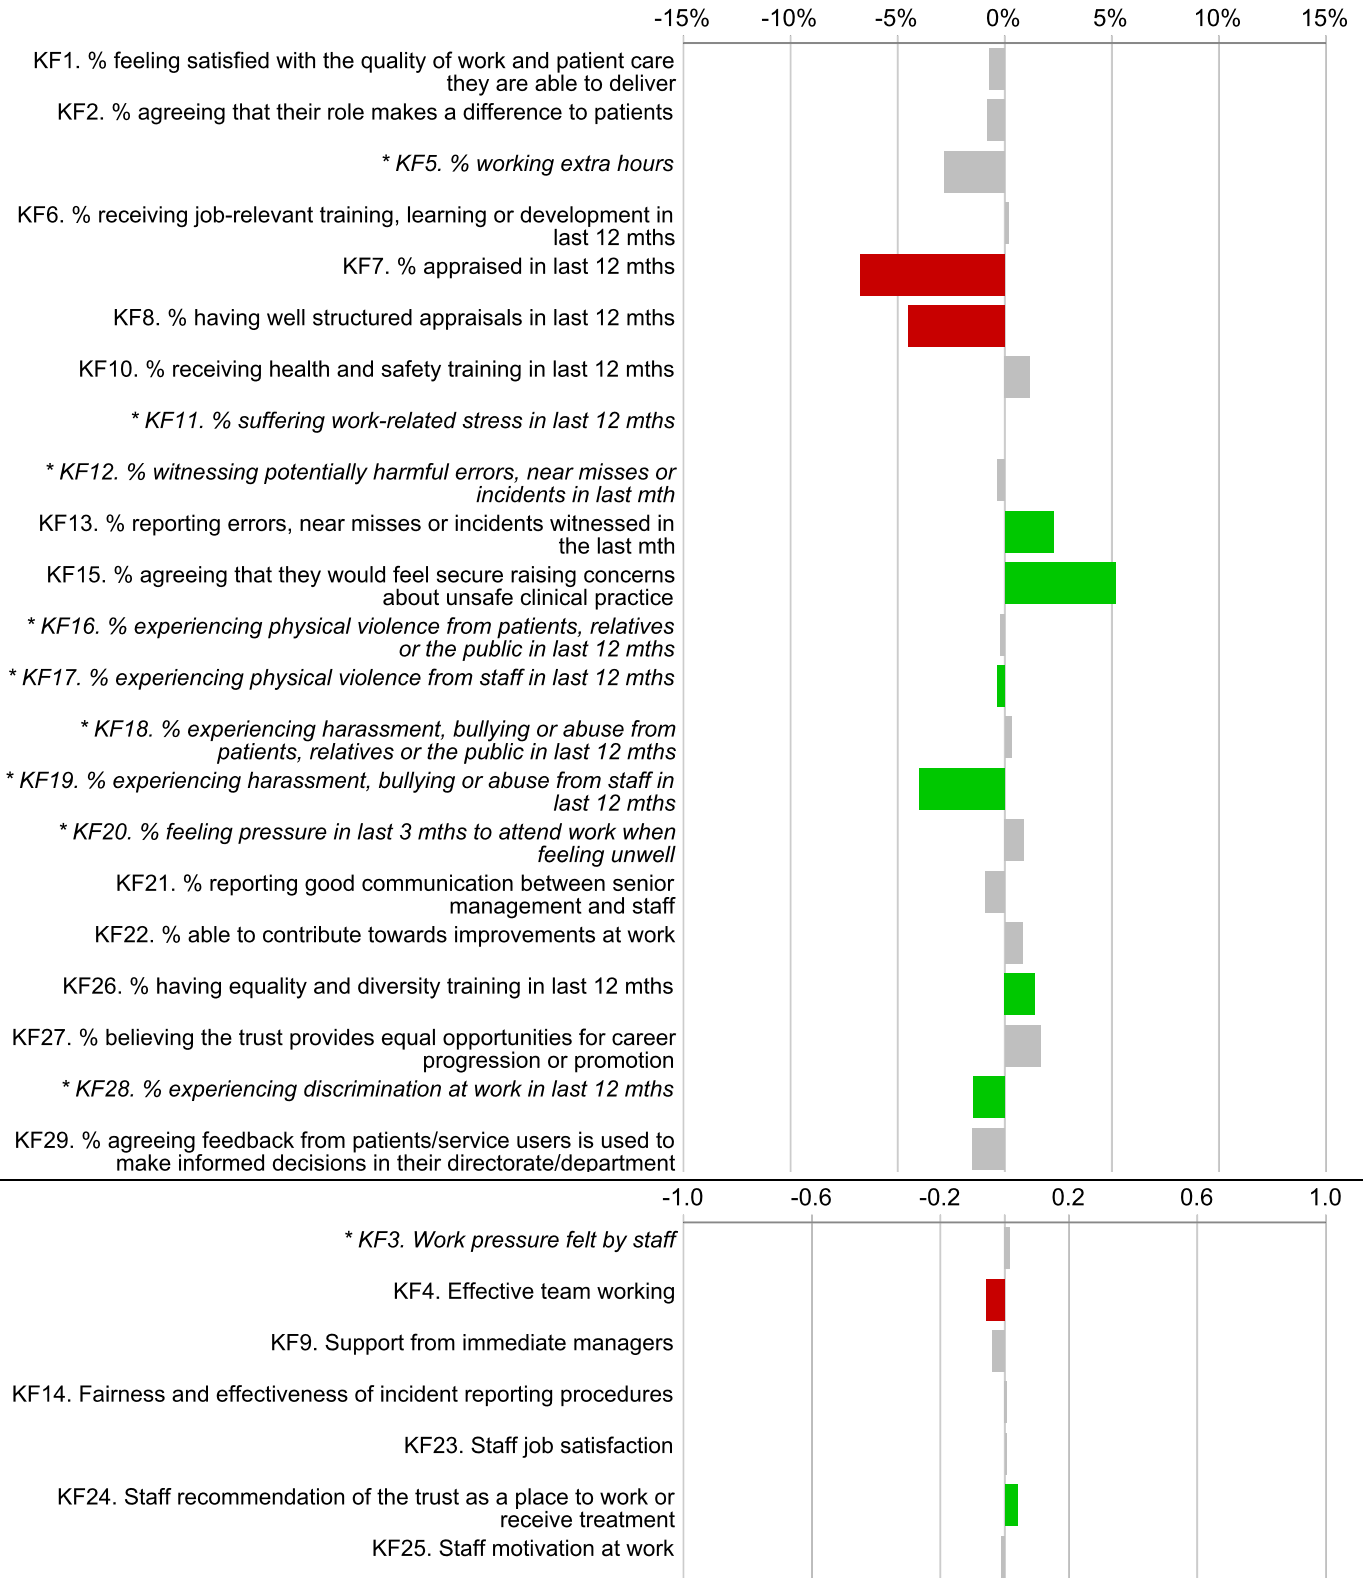 -15% -10% -5% 0% 5% 10% 15%
KF1. % feeling satisfied with the quality of work and patient care
they are able to deliver
KF2. % agreeing that their role makes a difference to patients
* KF5. % working extra hours
KF6. % receiving job-relevant training, learning or development in
last 12 mths
KF7. % appraised in last 12 mths
KF8. % having well structured appraisals in last 12 mths
KF10. % receiving health and safety training in last 12 mths
* KF11. % suffering work-related stress in last 12 mths
* KF12. % witnessing potentially harmful errors, near misses or
incidents in last mth
KF13. % reporting errors, near misses or incidents witnessed in
the last mth
KF15. % agreeing that they would feel secure raising concerns
about unsafe clinical practice
* KF16. % experiencing physical violence from patients, relatives
or the public in last 12 mths
* KF17. % experiencing physical violence from staff in last 12 mths
* KF18. % experiencing harassment, bullying or abuse from
patients, relatives or the public in last 12 mths
* KF19. % experiencing harassment, bullying or abuse from staff in
last 12 mths
* KF20. % feeling pressure in last 3 mths to attend work when
feeling unwell
KF21. % reporting good communication between senior
management and staff
KF22. % able to contribute towards improvements at work
KF26. % having equality and diversity training in last 12 mths
KF27. % believing the trust provides equal opportunities for career
progression or promotion
* KF28. % experiencing discrimination at work in last 12 mths
KF29. % agreeing feedback from patients/service users is used to
make informed decisions in their directorate/department
-1.0 -0.6 -0.2 0.2 0.6 1.0
* KF3. Work pressure felt by staff
KF4. Effective team working
KF9. Support from immediate managers
KF14. Fairness and effectiveness of incident reporting procedures
KF23. Staff job satisfaction
KF24. Staff recommendation of the trust as a place to work or
receive treatment
KF25. Staff motivation at work